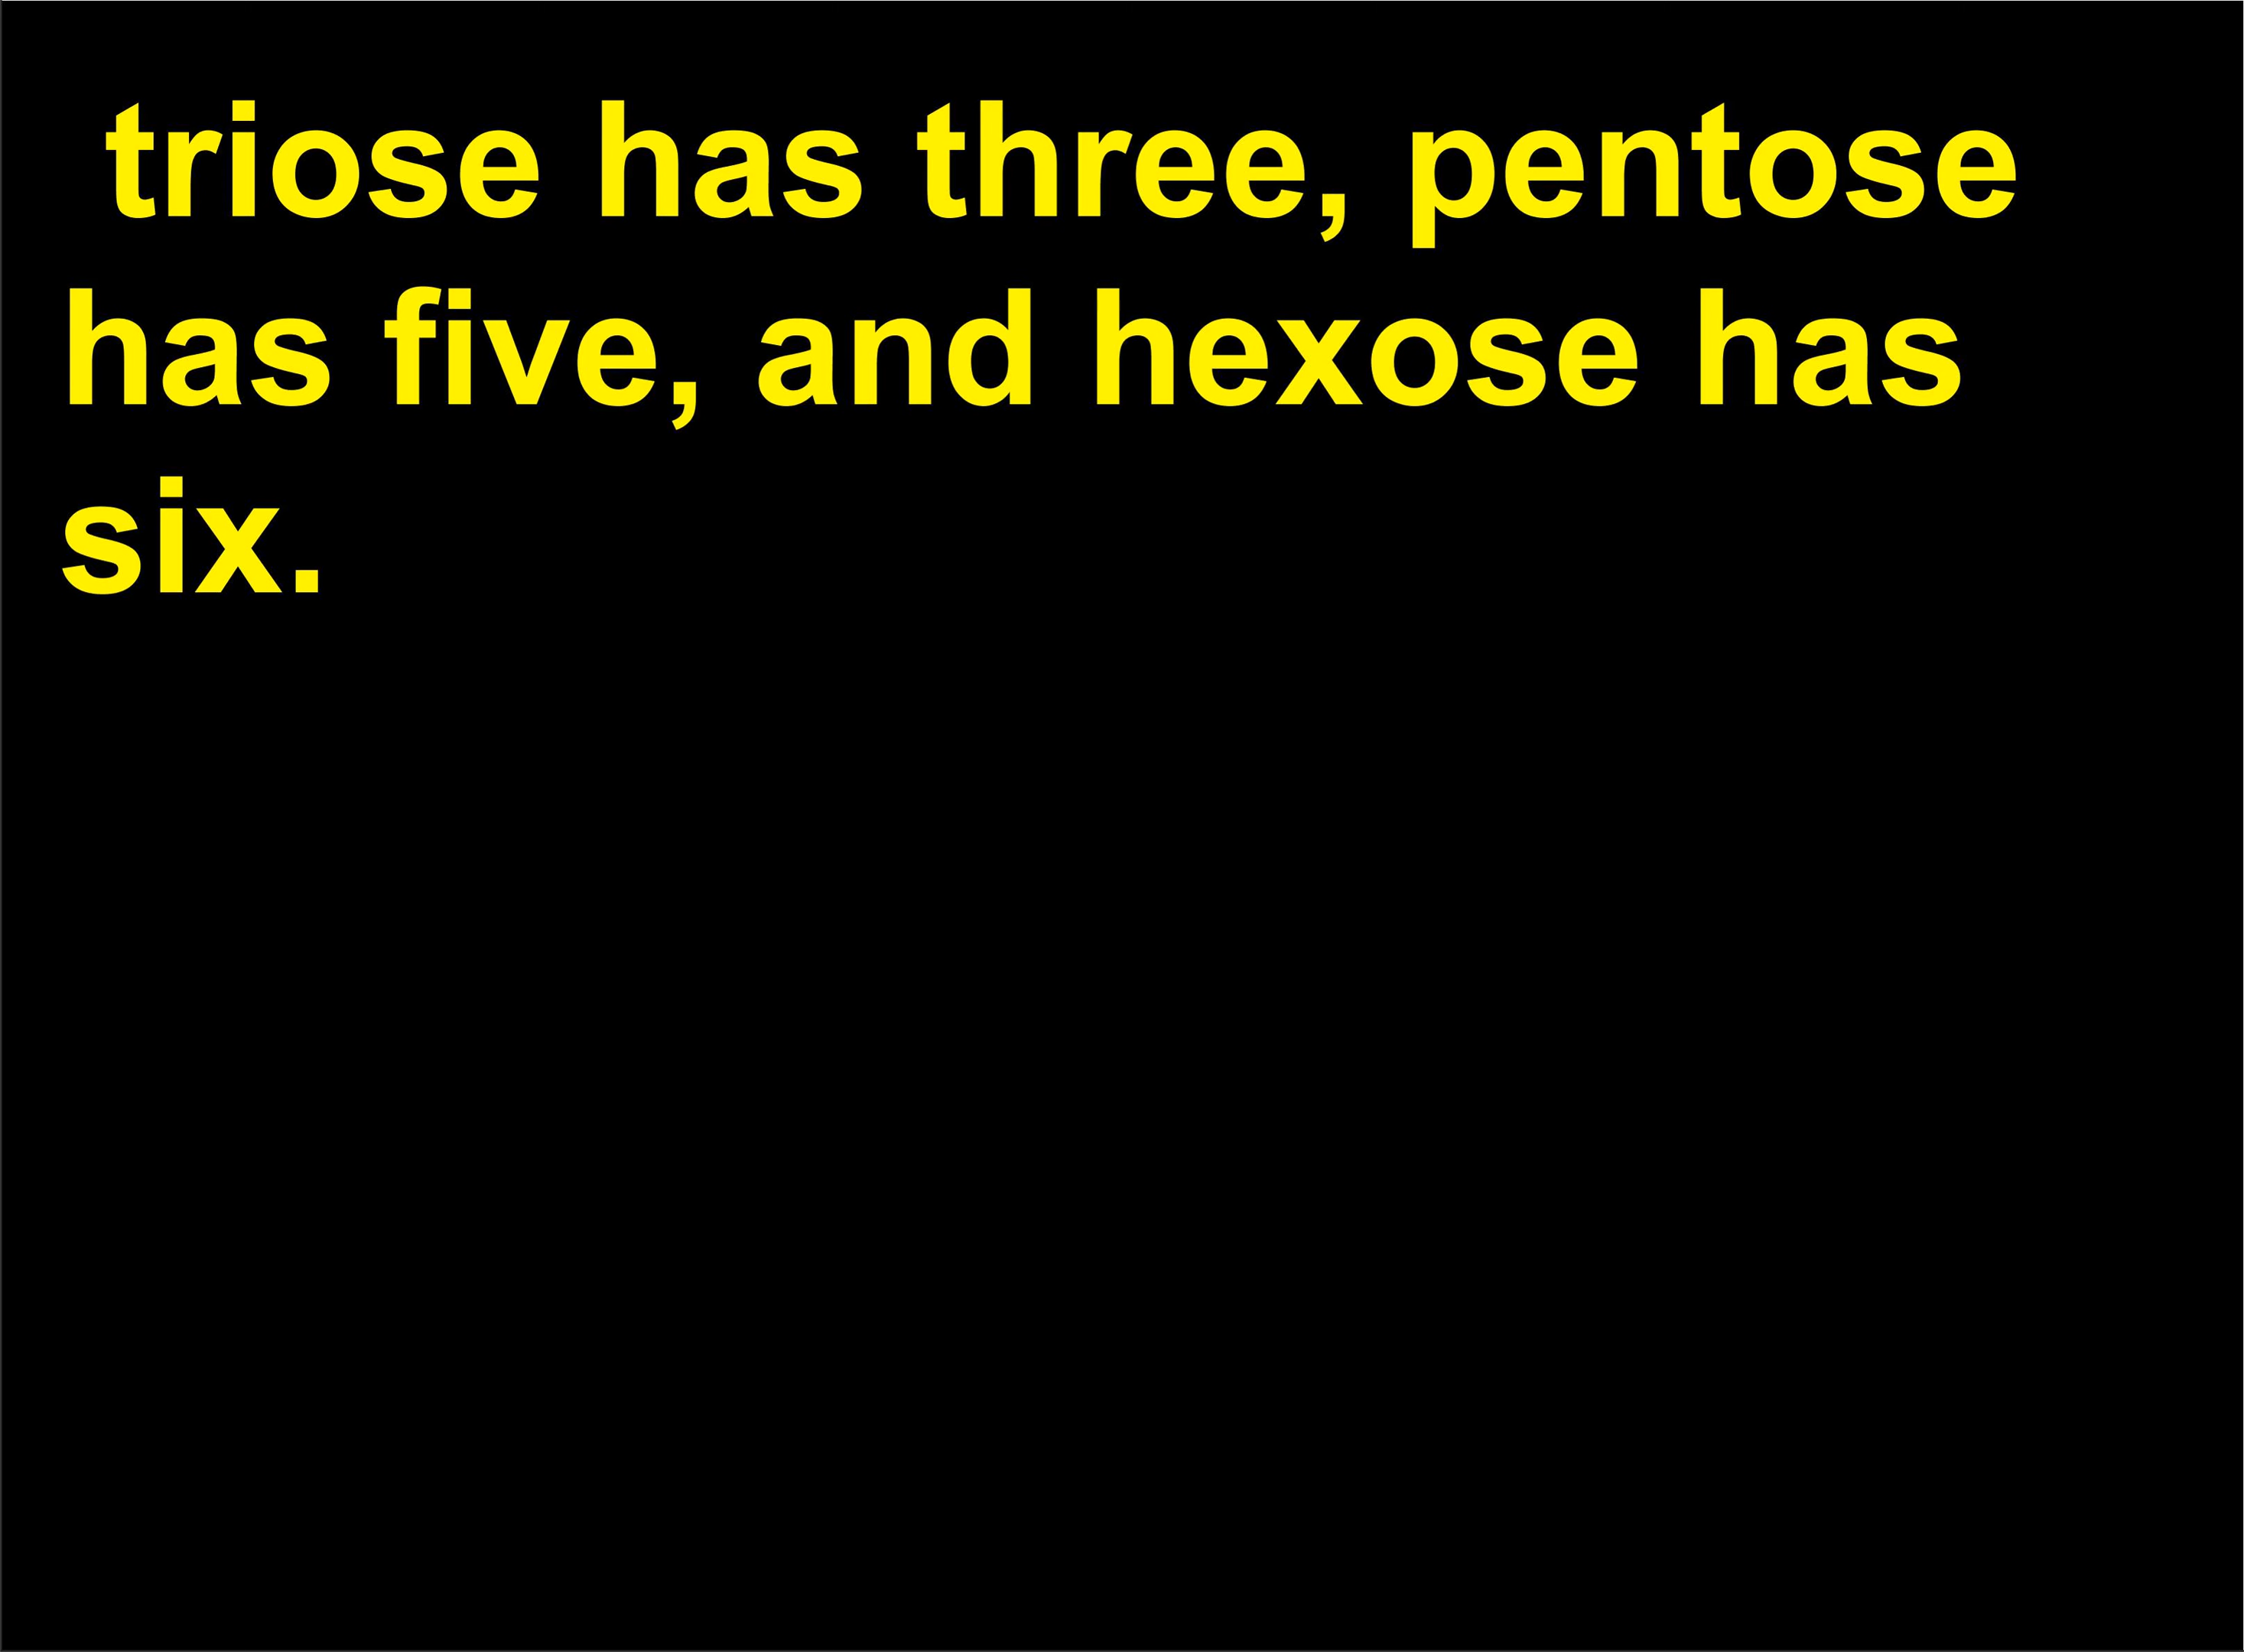 triose has three, pentose
has five, and hexose has
six.